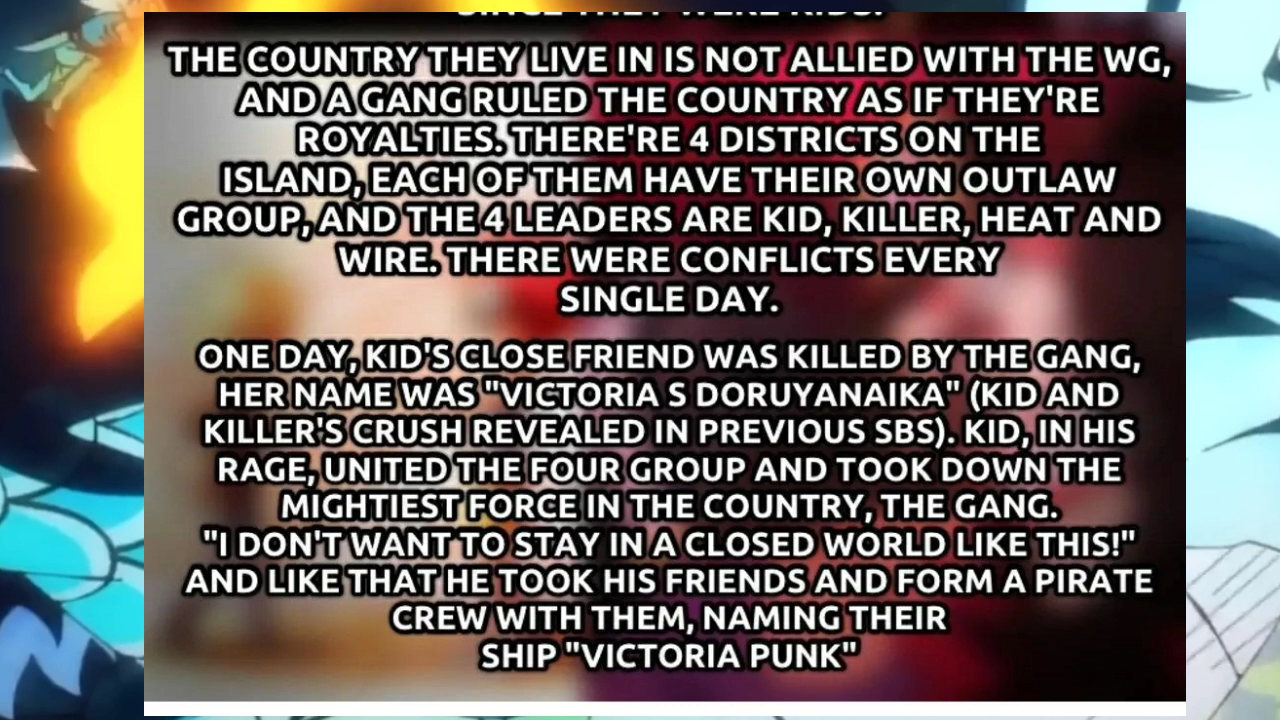 SINCE THEY WERE KIDS.
THE COUNTRY THEY LIVE IN IS NOT ALLIED WITH THE WG,
AND A GANG RULED THE COUNTRY AS IF THEY'RE
ROYALTIES. THERE'RE 4 DISTRICTS ON THE
ISLAND, EACH OF THEM HAVE THEIR OWN OUTLAW
GROUP, AND THE 4 LEADERS ARE KID, KILLER, HEAT AND
WIRE. THERE WERE CONFLICTS EVERY
SINGLE DAY.
ONE DAY, KID'S CLOSE FRIEND WAS KILLED BY THE GANG,
HER NAME WAS "VICTORIA S DORUYANAIKA" (KID AND
KILLER'S CRUSH REVEALED IN PREVIOUS SBS). KID, IN HIS
RAGE, UNITED THE FOUR GROUP AND TOOK DOWN THE
MIGHTIEST FORCE IN THE COUNTRY, THE GANG.
"I DON'T WANT TO STAY IN A CLOSED WORLD LIKE THIS!"
AND LIKE THAT HE TOOK HIS FRIENDS AND FORM A PIRATE
CREW WITH THEM, NAMING THEIR
SHIP "VICTORIA PUNK"